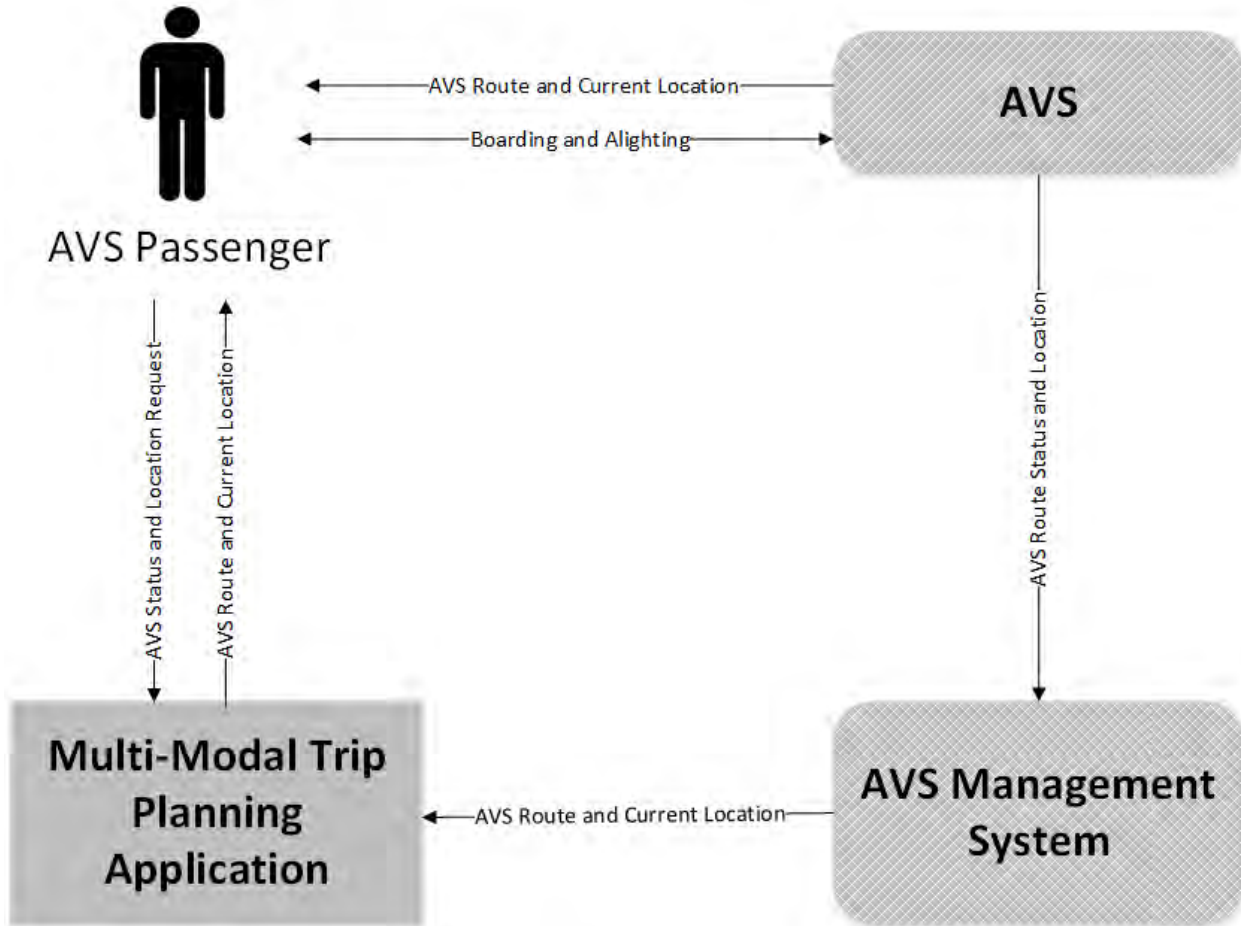 AVS Route and Current Location
AVS
Boarding and Alighting
AVS Passenger
AVS Status and Location Request
AVS Route and Current Location
AVS Route Status and Location
Multi-Modal Trip
Planning
Application
AVS Route and Current Location
AVS Management
System